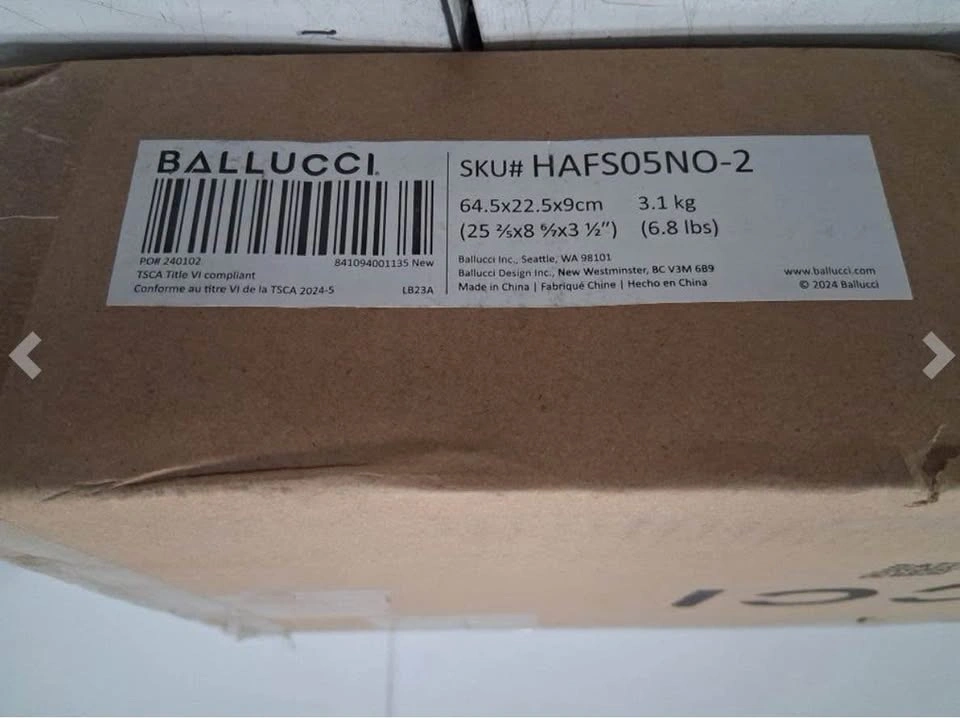 BALLUCCI®
PO# 240102
841094001135 New
TSCA Title VI compliant
Conforme au titre VI de la TSCA 2024-5
LB23A
SKU# HAFS05NO-2
64.5x22.5x9cm 3.1 kg
(25 ⅖x8 ⁶⁄₇x3 ½") (6.8 lbs)
Ballucci Inc., Seattle, WA 98101
Ballucci Design Inc., New Westminster, BC V3M 6B9
Made in China | Fabriqué Chine | Hecho en China
www.ballucci.com
© 2024 Ballucci
CCI